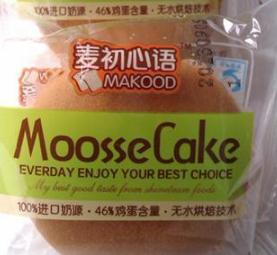 100%进口奶源·46%鸡蛋含量·无水烘焙技术
麦初心语
MAKOOD
MoosseCake
EVERDAY ENJOY YOUR BEST CHOICE
My best good taste from sheneteam foods
100%进口奶源·46%鸡蛋含量·无水烘焙技术